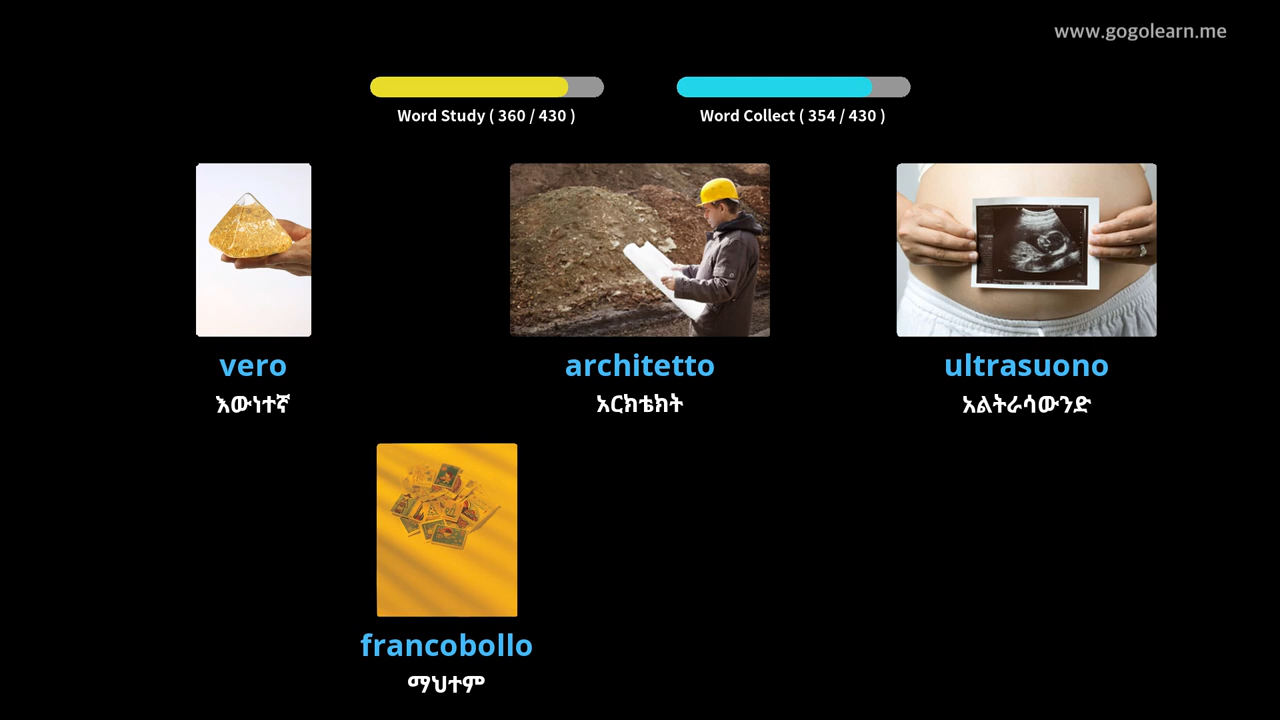 www.gogolearn.me
Word Study ( 360 / 430 )
Word Collect ( 354 / 430 )
vero
እውነተኛ
architetto
አርክቴክት
ultrasuono
አልትራሳውንድ
francobollo
ማህተም